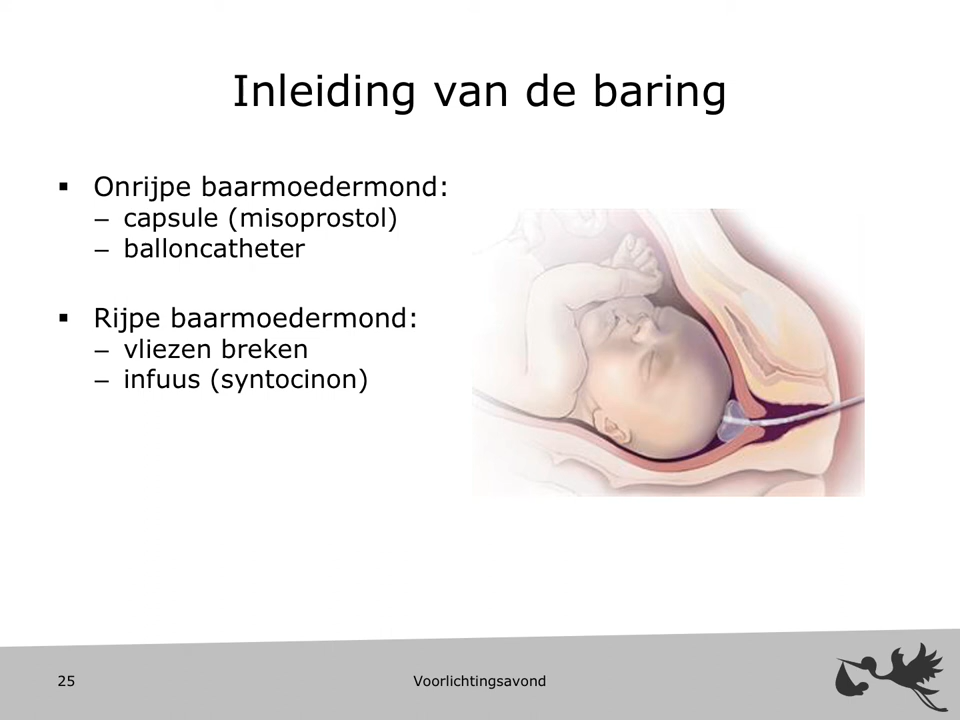 Inleiding van de baring
▪ Onrijpe baarmoedermond:
– capsule (misoprostol)
– balloncatheter
▪ Rijpe baarmoedermond:
– vliezen breken
– infuus (syntocinon)
25
Voorlichtingsavond